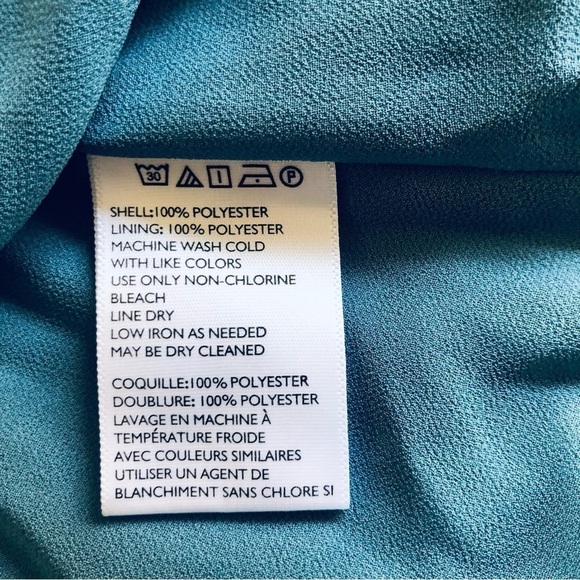 30 P
SHELL:100% POLYESTER
LINING: 100% POLYESTER
MACHINE WASH COLD
WITH LIKE COLORS
USE ONLY NON-CHLORINE
BLEACH
LINE DRY
LOW IRON AS NEEDED
MAY BE DRY CLEANED
COQUILLE:100% POLYESTER
DOUBLURE: 100% POLYESTER
LAVAGE EN MACHINE À
TEMPÉRATURE FROIDE
AVEC COULEURS SIMILAIRES
UTILISER UN AGENT DE
BLANCHIMENT SANS CHLORE SI